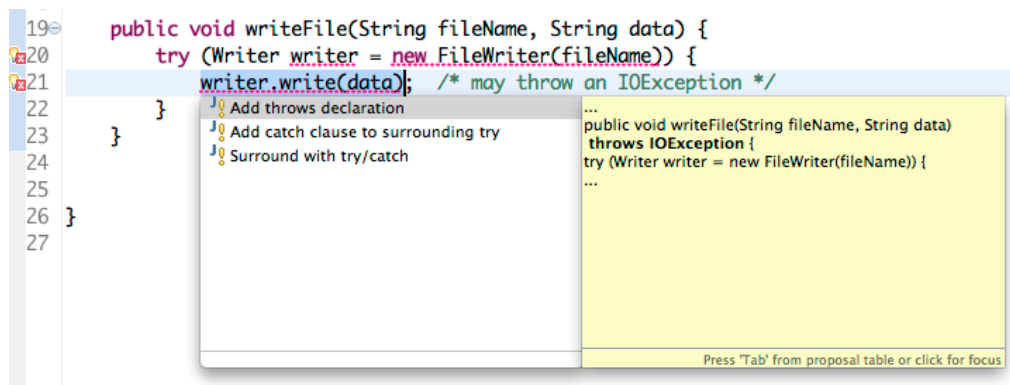 19 public void writeFile(String fileName, String data) {
20 try (Writer writer = new FileWriter(fileName)) {
21 writer.write(data); /* may throw an IOException */
22 }
23 }
24
25
26 }
27
Add throws declaration
Add catch clause to surrounding try
Surround with try/catch
...
public void writeFile(String fileName, String data)
throws IOException {
try (Writer writer = new FileWriter(fileName)) {
...
Press 'Tab' from proposal table or click for focus